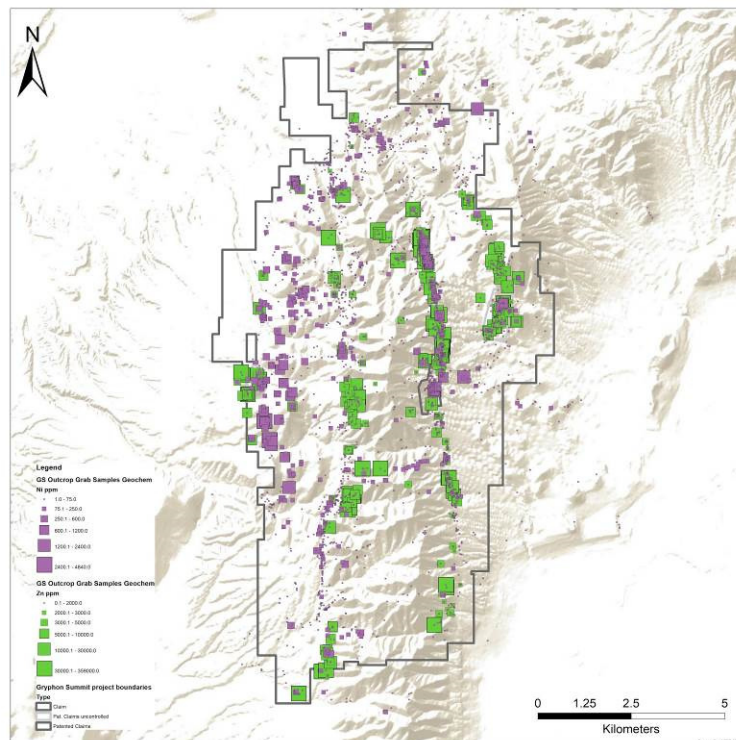 N
Legend
GS Outcrop Grab Samples Geochem
Ni ppm
1.0 - 75.0
75.1 - 250.0
250.1 - 600.0
600.1 - 1200.0
1200.1 - 2400.0
2400.1 - 4640.0
GS Outcrop Grab Samples Geochem
Zn ppm
0.1 - 2000.0
2000.1 - 3000.0
3000.1 - 5000.0
5000.1 - 10000.0
10000.1 - 30000.0
30000.1 - 308000.0
Gryphon Summit project boundaries
Type
Claim
Pat. Claims uncontrolled
Patented Claims
0 1.25 2.5 5
Kilometers